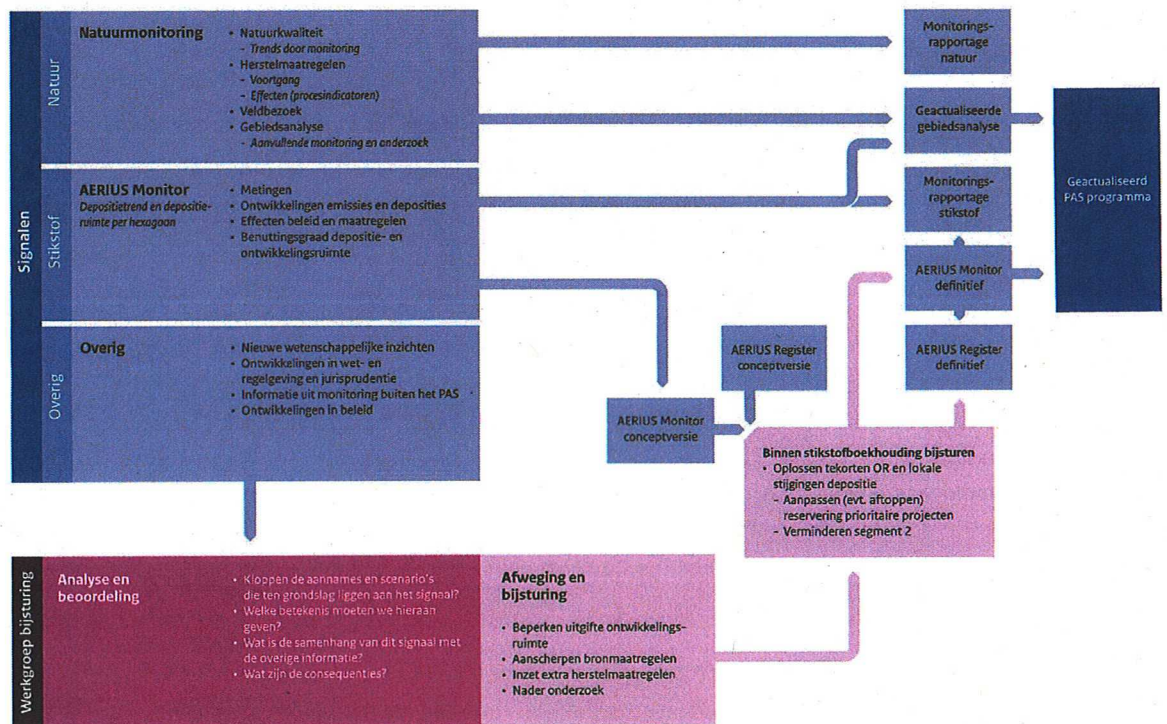 Signalen
Natuur
Natuurmonitoring
• Natuurkwaliteit
- Trends door monitoring
• Herstelmaatregelen
- Voortgang
- Effecten (procesindicatoren)
• Veldbezoek
• Gebiedsanalyse
- Aanvullende monitoring en onderzoek
Stikstof
AERIUS Monitor
Depositietrend en depositie-
ruimte per hexagoon
• Metingen
• Ontwikkelingen emissies en deposities
• Effecten beleid en maatregelen
• Benuttingsgraad depositie- en
ontwikkelingsruimte
Overig
Overig
• Nieuwe wetenschappelijke inzichten
• Ontwikkelingen in wet- en
regelgeving en jurisprudentie
• Informatie uit monitoring buiten het PAS
• Ontwikkelingen in beleid
Monitorings-
rapportage
natuur
Geactualiseerde
gebiedsanalyse
Monitorings-
rapportage
stikstof
AERIUS Monitor
definitief
AERIUS Register
definitief
Geactualiseerd
PAS programma
AERIUS Register
conceptversie
AERIUS Monitor
conceptversie
Binnen stikstofboekhouding bijsturen
• Oplossen tekorten OR en lokale
stijgingen depositie
- Aanpassen (evt. aftoppen)
reservering prioritaire projecten
- Verminderen segment 2
Werkgroep bijsturing
Analyse en
beoordeling
• Kloppen de aannames en scenario's
die ten grondslag liggen aan het signaal?
• Welke betekenis moeten we hieraan
geven?
• Wat is de samenhang van dit signaal met
de overige informatie?
• Wat zijn de consequenties?
Afweging en
bijsturing
• Beperken uitgifte ontwikkelings-
ruimte
• Aanscherpen bronmaatregelen
• Inzet extra herstelmaatregelen
• Nader onderzoek